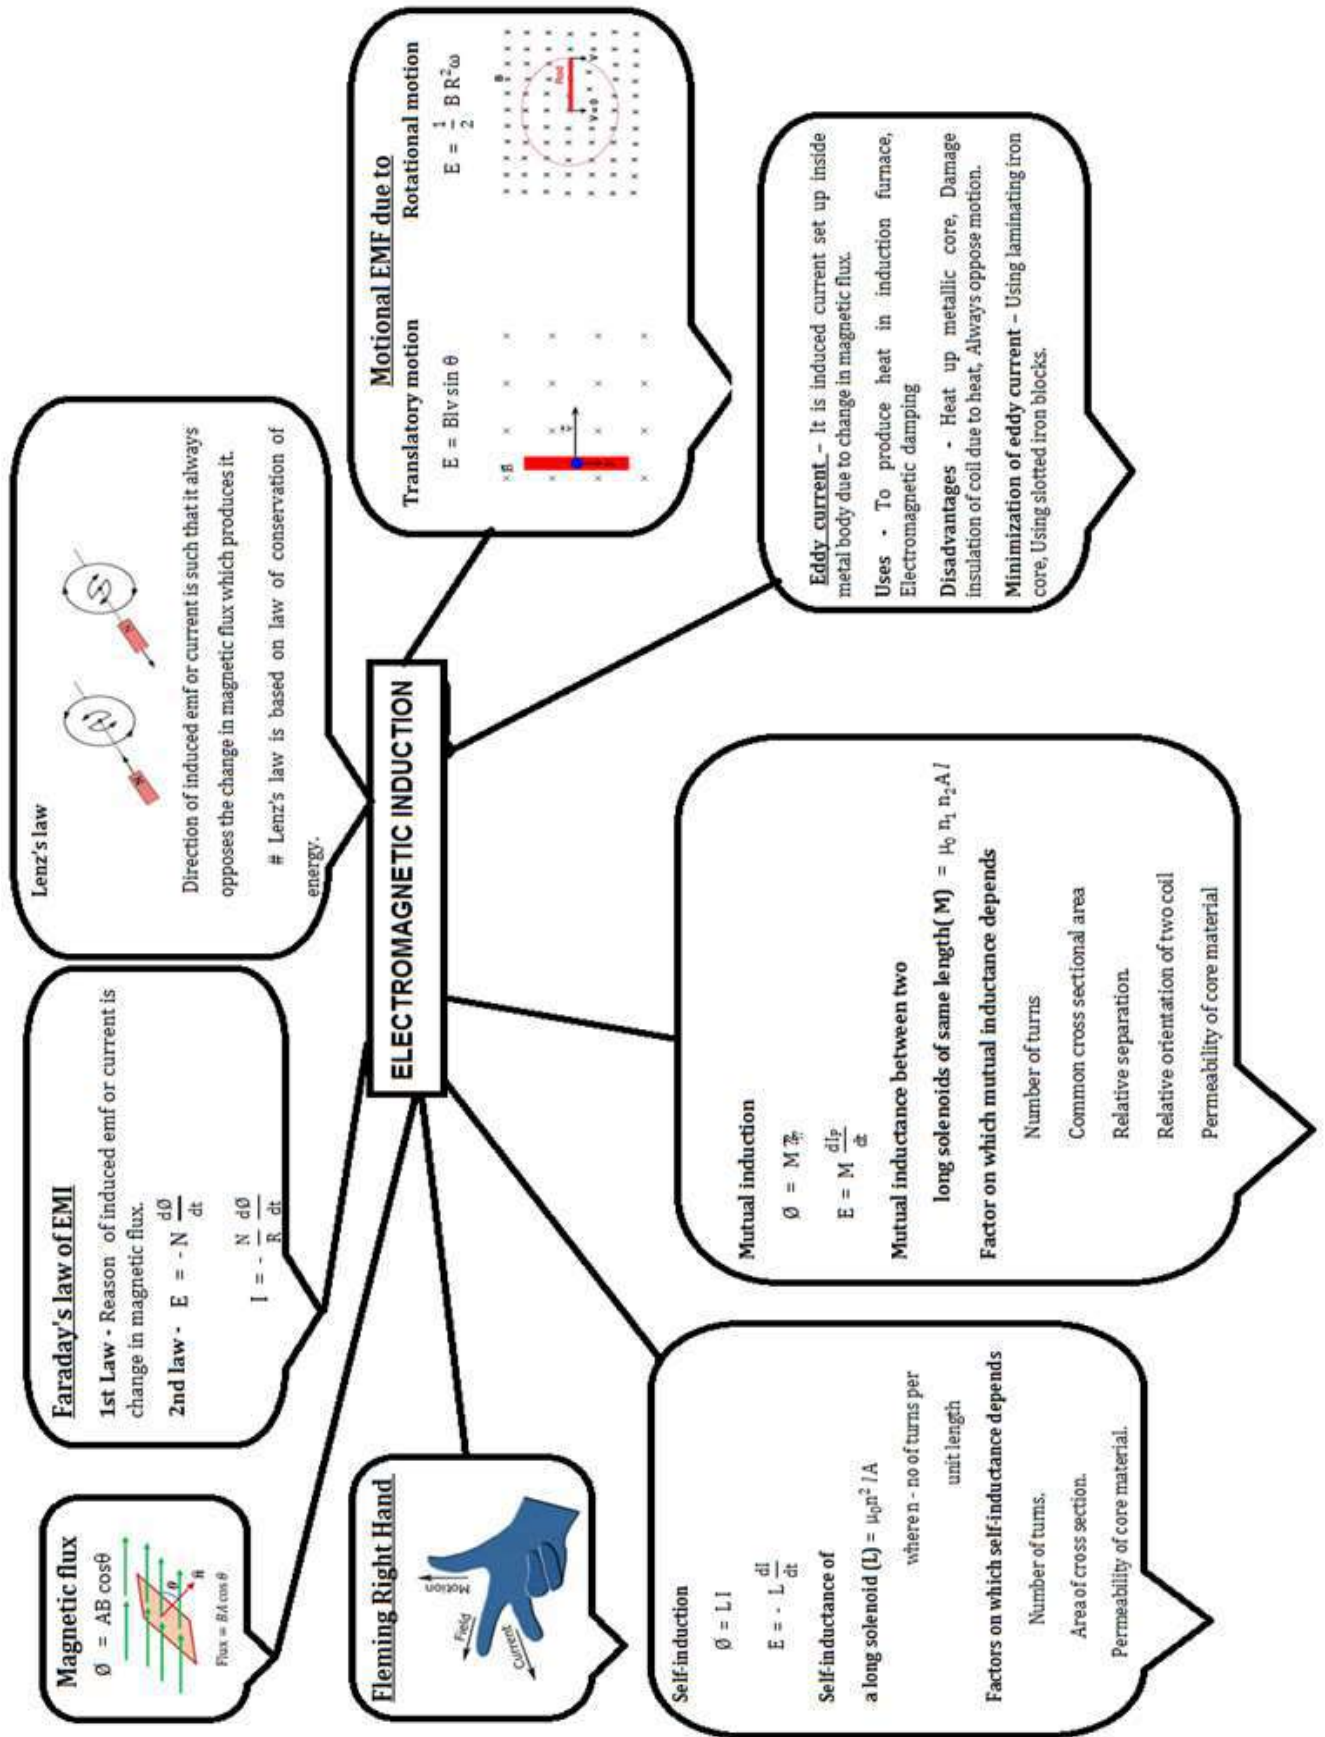 Magnetic flux
Ø = AB cosθ
θ
n̂
Flux = BA cos θ
Faraday's law of EMI
1st Law - Reason of induced emf or current is
change in magnetic flux.
2nd law - E = - N dØ/dt
I = - N/R dØ/dt
Lenz's law
Direction of induced emf or current is such that it always
opposes the change in magnetic flux which produces it.
# Lenz's law is based on law of conservation of
energy.
Motional EMF due to
Translatory motion
E = Blv sin θ
Rotational motion
E = 1/2 B R²ω
B
Rod
V=0
V
ELECTROMAGNETIC INDUCTION
Fleming Right Hand
Motion
Field
Current
Self-induction
Ø = L I
E = - L dI/dt
Self-inductance of
a long solenoid (L) = μ₀n² l A
where n - no of turns per
unit length
Factors on which self-inductance depends
Number of turns.
Area of cross section.
Permeability of core material.
Mutual induction
Ø = M
E = M dIₚ/dt
Mutual inductance between two
long solenoids of same length( M) = μ₀ n₁ n₂A l
Factor on which mutual inductance depends
Number of turns
Common cross sectional area
Relative separation.
Relative orientation of two coil
Permeability of core material
Eddy current – It is induced current set up inside
metal body due to change in magnetic flux.
Uses - To produce heat in induction furnace,
Electromagnetic damping
Disadvantages - Heat up metallic core, Damage
insulation of coil due to heat, Always oppose motion.
Minimization of eddy current – Using laminating iron
core, Using slotted iron blocks.